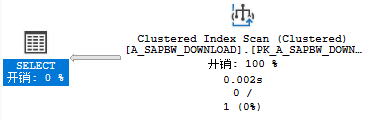 Clustered Index Scan (Clustered)
[A_SAPBW_DOWNLOAD].[PK_A_SAPBW_DOWN…
开销: 100 %
0.002s
0 /
1 (0%)
SELECT
开销: 0 %